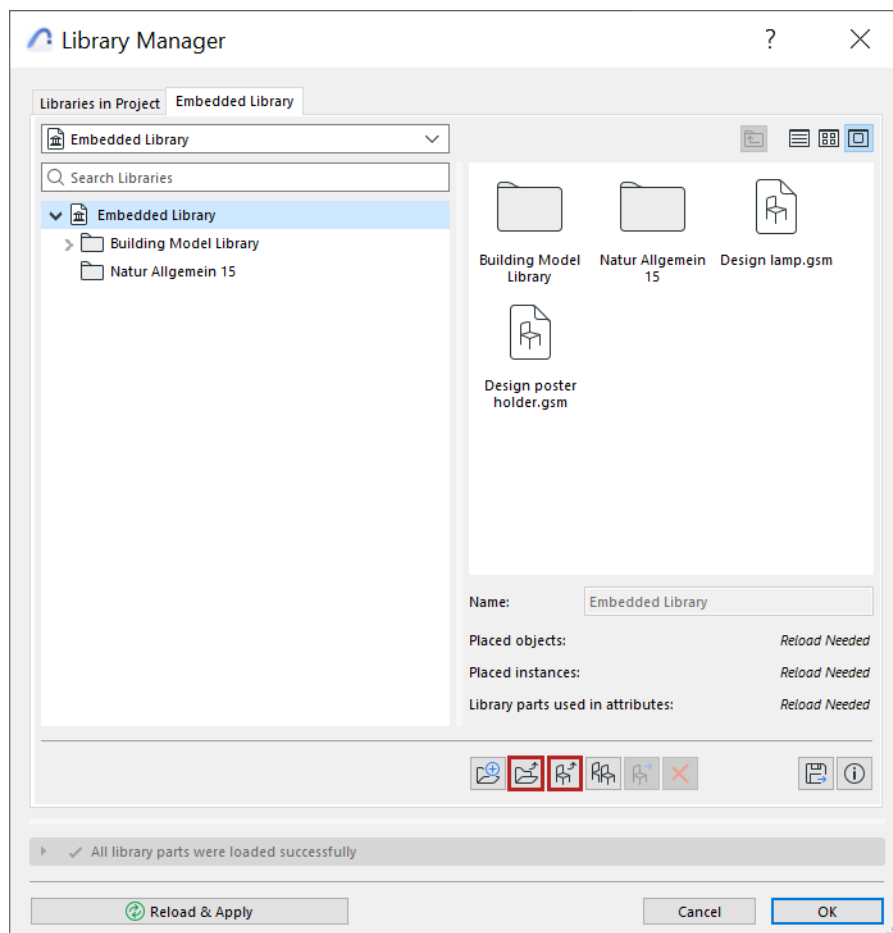 Library Manager
?
Libraries in Project
Embedded Library
Embedded Library
Search Libraries
Embedded Library
Building Model Library
Natur Allgemein 15
Building Model
Library
Natur Allgemein
15
Design lamp.gsm
Design poster
holder.gsm
Name:
Embedded Library
Placed objects:
Reload Needed
Placed instances:
Reload Needed
Library parts used in attributes:
Reload Needed
All library parts were loaded successfully
Reload & Apply
Cancel
OK